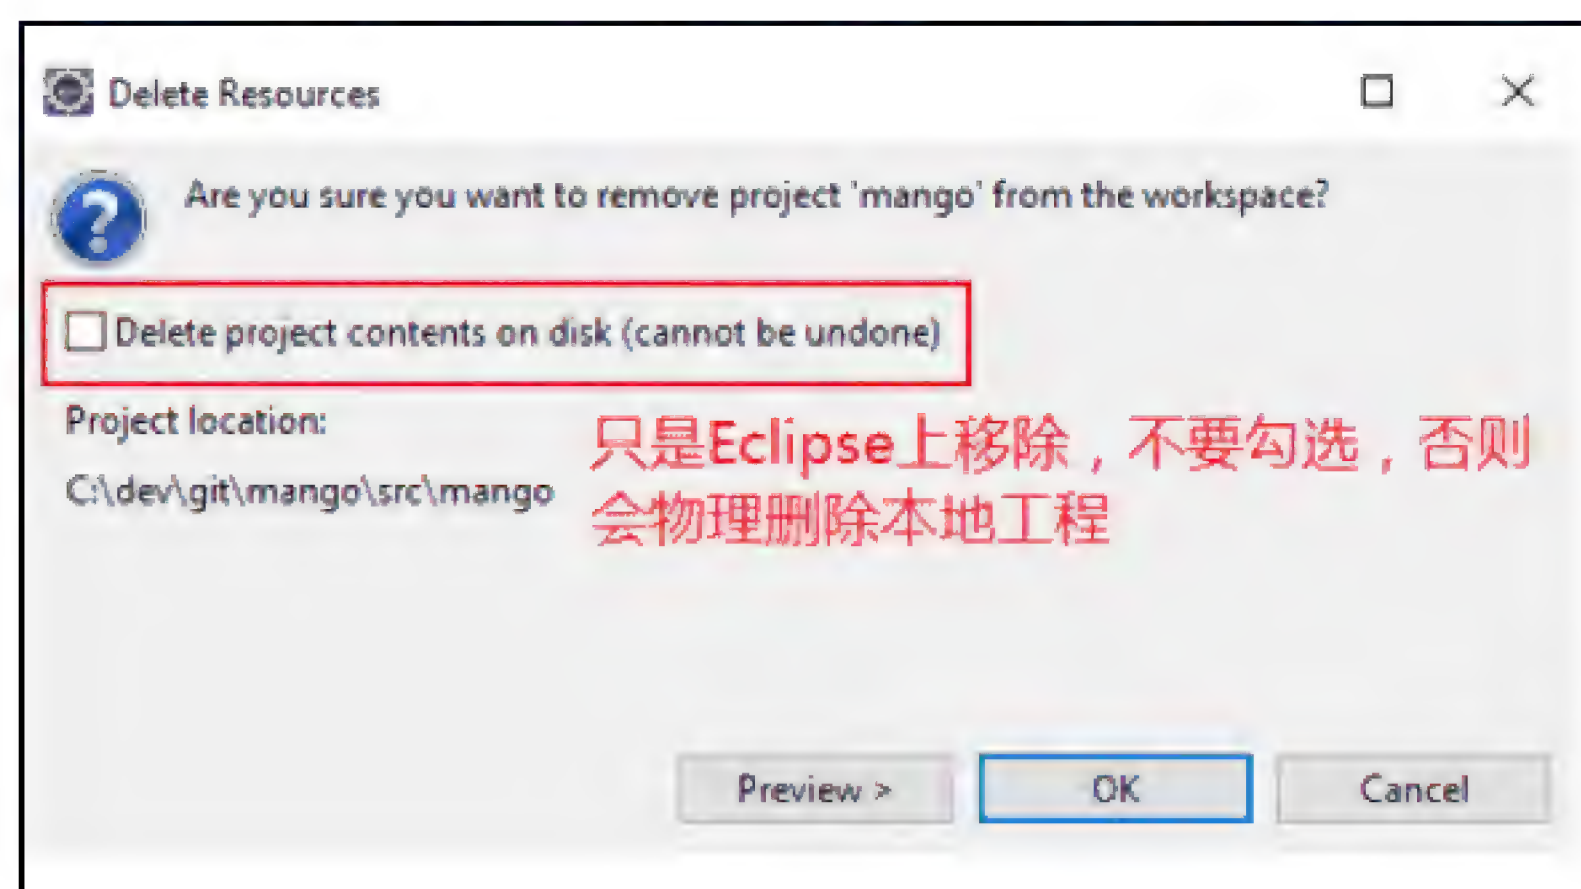 Delete Resources
Are you sure you want to remove project 'mango' from the workspace?
Delete project contents on disk (cannot be undone)
Project location:
C:\dev\git\mango\src\mango
只是Eclipse上移除，不要勾选，否则
会物理删除本地工程
Preview >
OK
Cancel